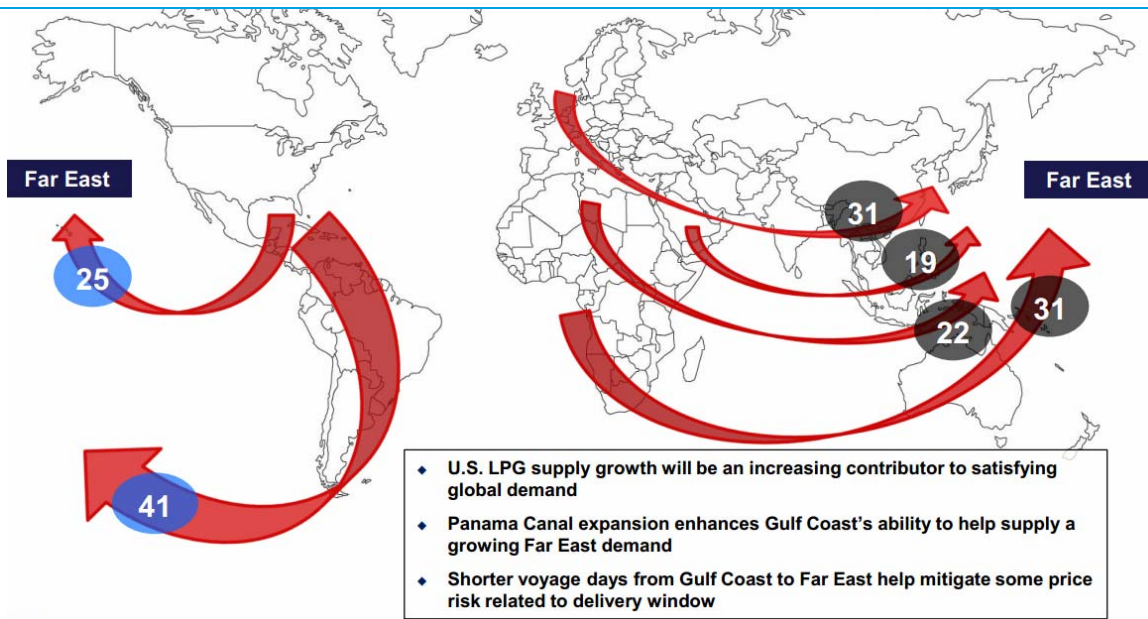 Far East
Far East
25
41
31
19
22
31
◆ U.S. LPG supply growth will be an increasing contributor to satisfying
global demand
◆ Panama Canal expansion enhances Gulf Coast’s ability to help supply a
growing Far East demand
◆ Shorter voyage days from Gulf Coast to Far East help mitigate some price
risk related to delivery window